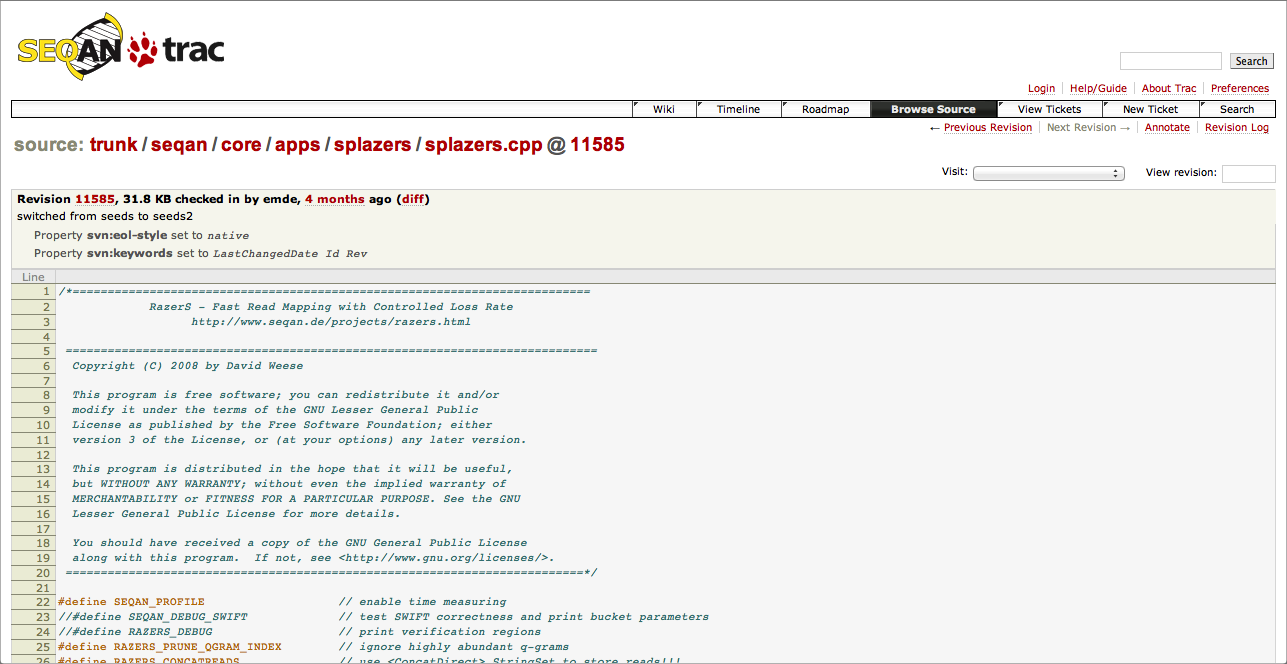 SEQAN trac
Search
Login Help/Guide About Trac Preferences
Wiki Timeline Roadmap Browse Source View Tickets New Ticket Search
← Previous Revision Next Revision → Annotate Revision Log
source: trunk / seqan / core / apps / splazers / splazers.cpp @ 11585
Visit: View revision:
Revision 11585, 31.8 KB checked in by emde, 4 months ago (diff)
switched from seeds to seeds2
Property svn:eol-style set to native
Property svn:keywords set to LastChangedDate Id Rev
Line
1 /*==========================================================================
2 RazerS - Fast Read Mapping with Controlled Loss Rate
3 http://www.seqan.de/projects/razers.html
4
5 ============================================================================
6 Copyright (C) 2008 by David Weese
7
8 This program is free software; you can redistribute it and/or
9 modify it under the terms of the GNU Lesser General Public
10 License as published by the Free Software Foundation; either
11 version 3 of the License, or (at your options) any later version.
12
13 This program is distributed in the hope that it will be useful,
14 but WITHOUT ANY WARRANTY; without even the implied warranty of
15 MERCHANTABILITY or FITNESS FOR A PARTICULAR PURPOSE. See the GNU
16 Lesser General Public License for more details.
17
18 You should have received a copy of the GNU General Public License
19 along with this program. If not, see <http://www.gnu.org/licenses/>.
20 ==========================================================================*/
21
22 #define SEQAN_PROFILE // enable time measuring
23 //#define SEQAN_DEBUG_SWIFT // test SWIFT correctness and print bucket parameters
24 //#define RAZERS_DEBUG // print verification regions
25 #define RAZERS_PRUNE_QGRAM_INDEX // ignore highly abundant q-grams
26 #define RAZERS_CONCATREADS // use <ConcatDirect> StringSet to store reads!!!